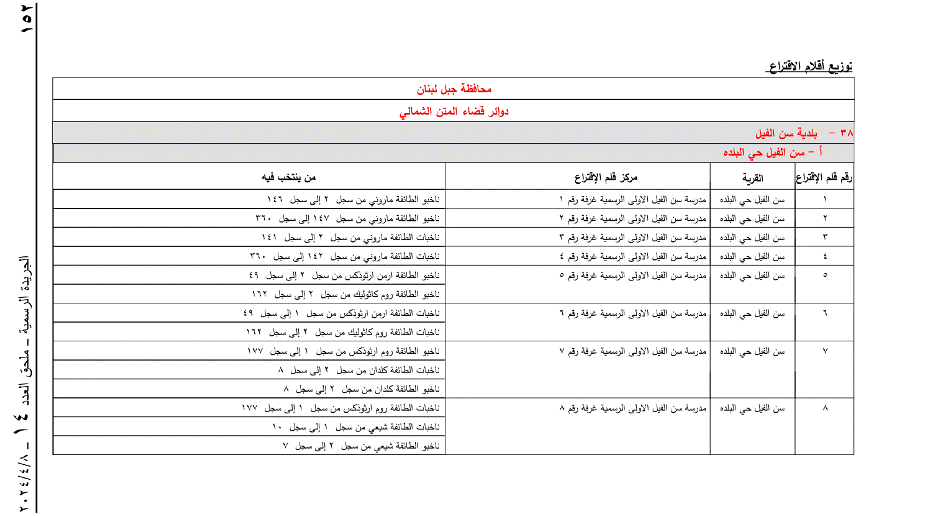 ١٥٢
الجريدة الرسمية – ملحق العدد ١٤ – ٢٠٢٤/٤/٨
توزيع أقلام الإقتراع
محافظة جبل لبنان
دوائر قضاء المتن الشمالي
٣٨ - بلدية سن الفيل
أ - سن الفيل حي البلده
رقم قلم الإقتراع القرية مركز قلم الإقتراع من ينتخب فيه
١ سن الفيل حي البلده مدرسة سن الفيل الاولى الرسمية غرفة رقم ١ ناخبو الطائفة ماروني من سجل ٢ إلى سجل ١٤٦
٢ سن الفيل حي البلده مدرسة سن الفيل الاولى الرسمية غرفة رقم ٢ ناخبو الطائفة ماروني من سجل ١٤٧ إلى سجل ٣٦٠
٣ سن الفيل حي البلده مدرسة سن الفيل الاولى الرسمية غرفة رقم ٣ ناخبات الطائفة ماروني من سجل ٢ إلى سجل ١٤١
٤ سن الفيل حي البلده مدرسة سن الفيل الاولى الرسمية غرفة رقم ٤ ناخبات الطائفة ماروني من سجل ١٤٢ إلى سجل ٣٦٠
٥ سن الفيل حي البلده مدرسة سن الفيل الاولى الرسمية غرفة رقم ٥ ناخبو الطائفة ارمن ارثوذكس من سجل ٢ إلى سجل ٤٩
ناخبو الطائفة روم كاثوليك من سجل ٢ إلى سجل ١٦٢
٦ سن الفيل حي البلده مدرسة سن الفيل الاولى الرسمية غرفة رقم ٦ ناخبات الطائفة ارمن ارثوذكس من سجل ١ إلى سجل ٤٩
ناخبات الطائفة روم كاثوليك من سجل ٢ إلى سجل ١٦٢
٧ سن الفيل حي البلده مدرسة سن الفيل الاولى الرسمية غرفة رقم ٧ ناخبو الطائفة روم ارثوذكس من سجل ١ إلى سجل ١٧٧
ناخبات الطائفة كلدان من سجل ٢ إلى سجل ٨
ناخبو الطائفة كلدان من سجل ٢ إلى سجل ٨
٨ سن الفيل حي البلده مدرسة سن الفيل الاولى الرسمية غرفة رقم ٨ ناخبات الطائفة روم ارثوذكس من سجل ١ إلى سجل ١٧٧
ناخبات الطائفة شيعي من سجل ١ إلى سجل ١٠
ناخبو الطائفة شيعي من سجل ٢ إلى سجل ٧